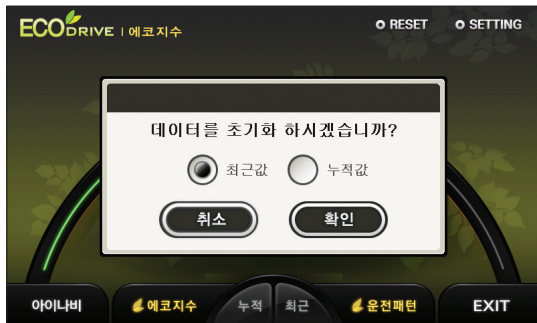 ECODRIVE | 에코지수
RESET
SETTING
데이터를 초기화 하시겠습니까?
최근값
누적값
취소
확인
아이나비
에코지수
누적
최근
운전패턴
EXIT